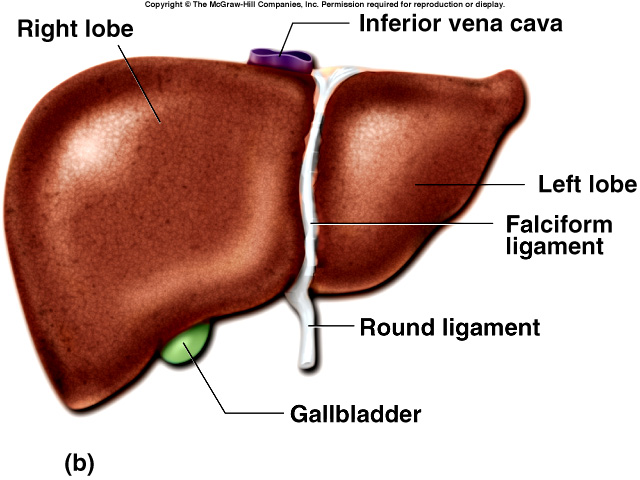 Copyright © The McGraw-Hill Companies, Inc. Permission required for reproduction or display.
Right lobe
Inferior vena cava
Left lobe
Falciform
ligament
Round ligament
Gallbladder
(b)